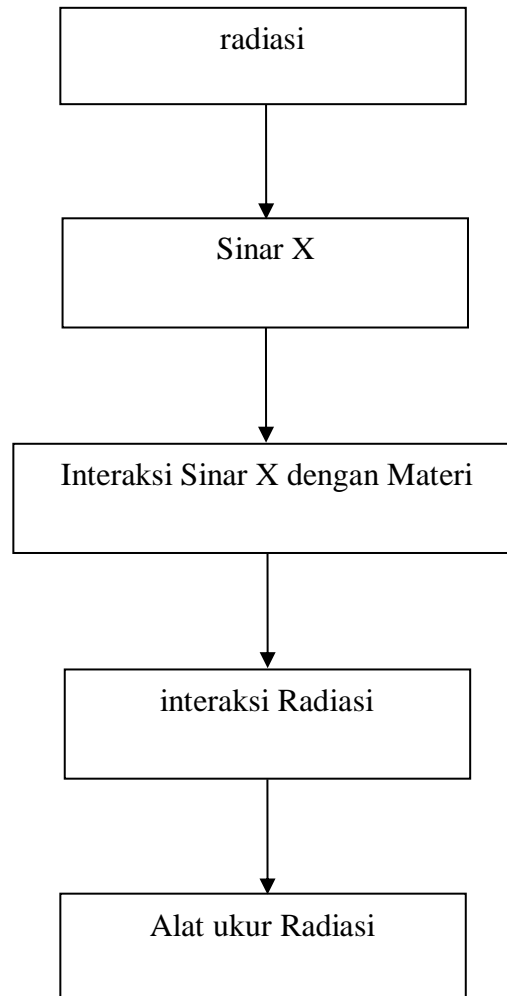 radiasi
Sinar X
Interaksi Sinar X dengan Materi
interaksi Radiasi
Alat ukur Radiasi